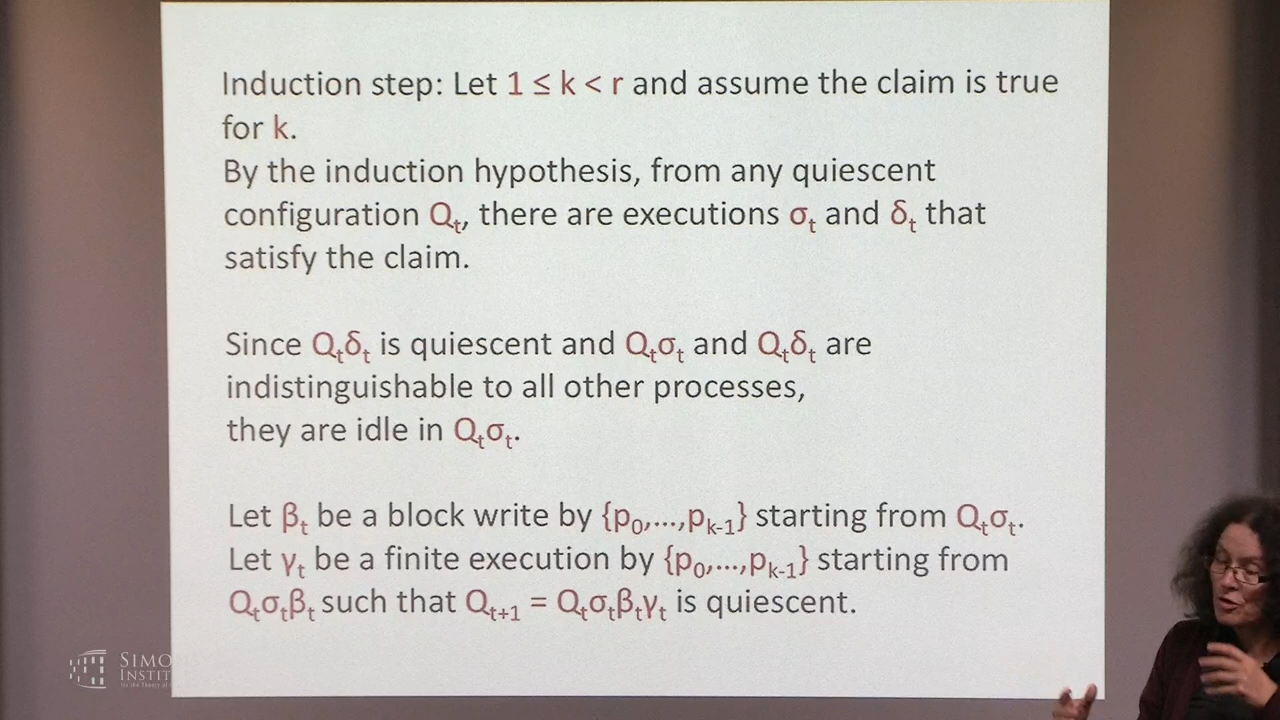 Induction step: Let 1 ≤ k < r and assume the claim is true
for k.
By the induction hypothesis, from any quiescent
configuration Qₜ, there are executions σₜ and δₜ that
satisfy the claim.
Since Qₜδₜ is quiescent and Qₜσₜ and Qₜδₜ are
indistinguishable to all other processes,
they are idle in Qₜσₜ.
Let βₜ be a block write by {p₀,...,pₖ₋₁} starting from Qₜσₜ.
Let γₜ be a finite execution by {p₀,...,pₖ₋₁} starting from
Qₜσₜβₜ such that Qₜ₊₁ = Qₜσₜβₜγₜ is quiescent.